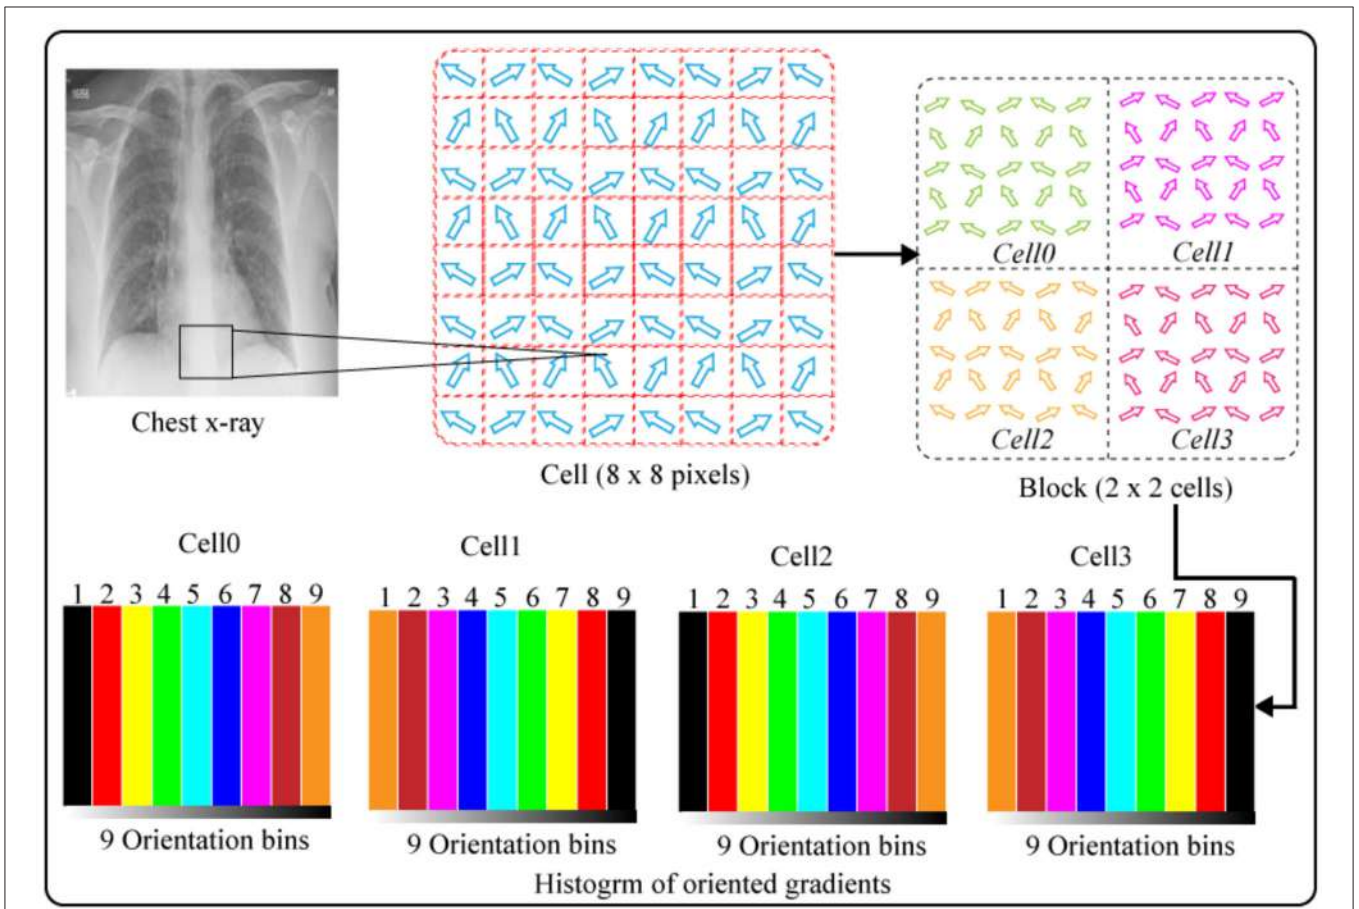 Chest x-ray
Cell (8 x 8 pixels)
Cell0
Cell1
Cell2
Cell3
Block (2 x 2 cells)
Cell0
1 2 3 4 5 6 7 8 9
9 Orientation bins
Cell1
1 2 3 4 5 6 7 8 9
9 Orientation bins
Cell2
1 2 3 4 5 6 7 8 9
9 Orientation bins
Cell3
1 2 3 4 5 6 7 8 9
9 Orientation bins
Histogrm of oriented gradients